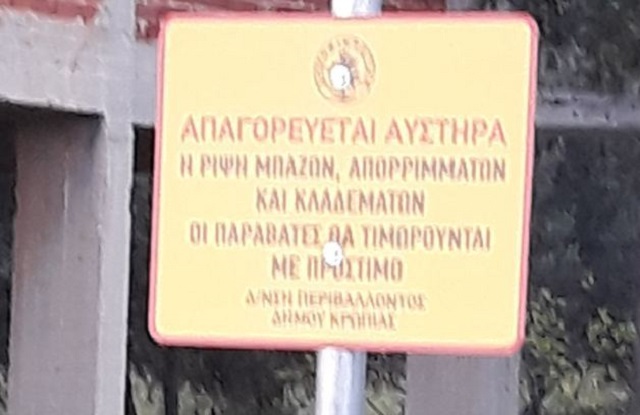 ΑΠΑΓΟΡΕΥΕΤΑΙ ΑΥΣΤΗΡΑ
Η ΡΙΨΗ ΜΠΑΖΩΝ, ΑΠΟΡΡΙΜΜΑΤΩΝ
ΚΑΙ ΚΛΑΔΕΜΑΤΩΝ
ΟΙ ΠΑΡΑΒΑΤΕΣ ΘΑ ΤΙΜΩΡΟΥΝΤΑΙ
ΜΕ ΠΡΟΣΤΙΜΟ
Δ/ΝΣΗ ΠΕΡΙΒΑΛΛΟΝΤΟΣ
ΔΗΜΟΥ ΚΡΩΠΙΑΣ